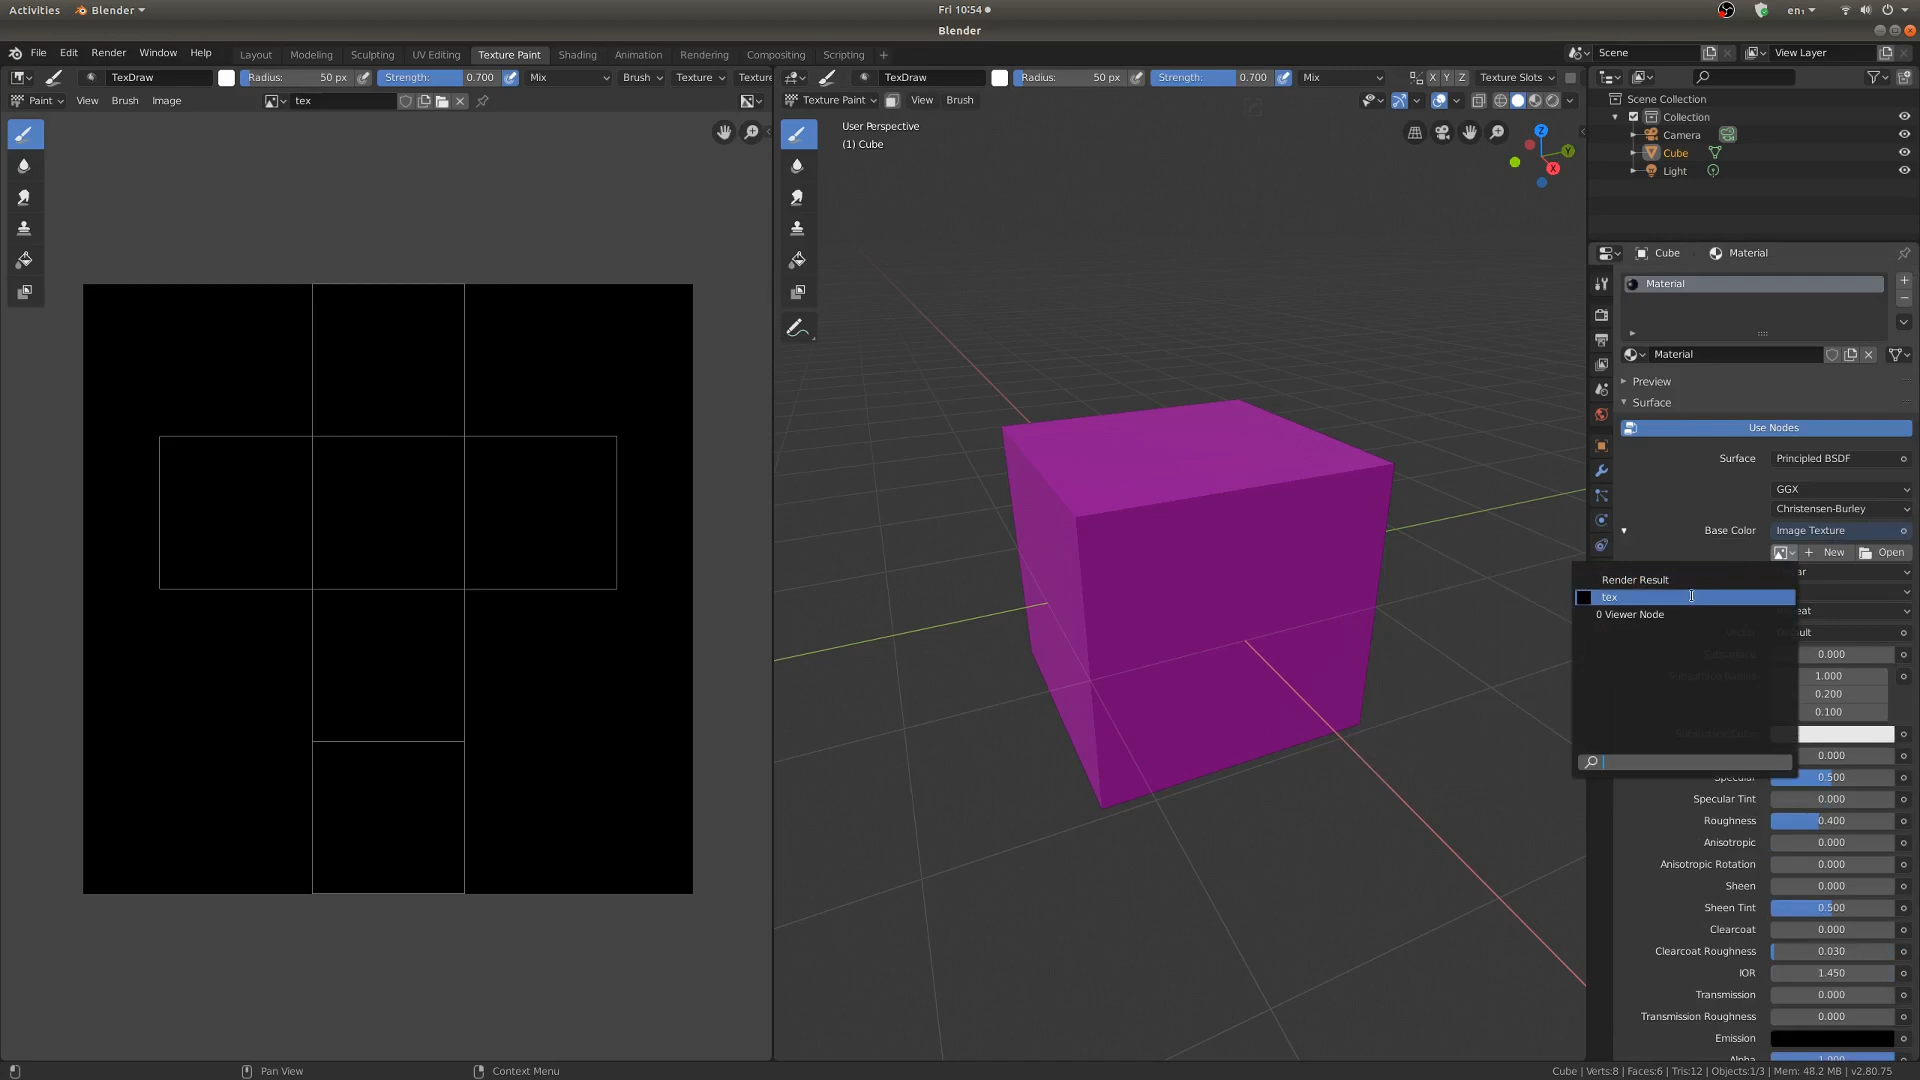 Activities Blender Fri 10:54 en₁
Blender
File Edit Render Window Help Layout Modeling Sculpting UV Editing Texture Paint Shading Animation Rendering Compositing Scripting + Scene View Layer
TexDraw Radius: 50 px Strength: 0.700 Mix Brush Texture Texture
TexDraw Radius: 50 px Strength: 0.700 Mix X Y Z Texture Slots
Paint View Brush Image tex
Texture Paint View Brush
User Perspective
(1) Cube
Z
Y
X
Scene Collection
Collection
Camera
Cube
Light
Cube Material
Material
Material
Preview
Surface
Use Nodes
Surface Principled BSDF
GGX
Christensen-Burley
Base Color Image Texture
New Open
Render Result
tex
0 Viewer Node
0.000
1.000
0.200
0.100
0.000
Specular 0.500
Specular Tint 0.000
Roughness 0.400
Anisotropic 0.000
Anisotropic Rotation 0.000
Sheen 0.000
Sheen Tint 0.500
Clearcoat 0.000
Clearcoat Roughness 0.030
IOR 1.450
Transmission 0.000
Transmission Roughness 0.000
Emission
Alpha 1.000
Pan View Context Menu Cube | Verts:8 | Faces:6 | Tris:12 | Objects:1/3 | Mem: 48.2 MB | v2.80.75